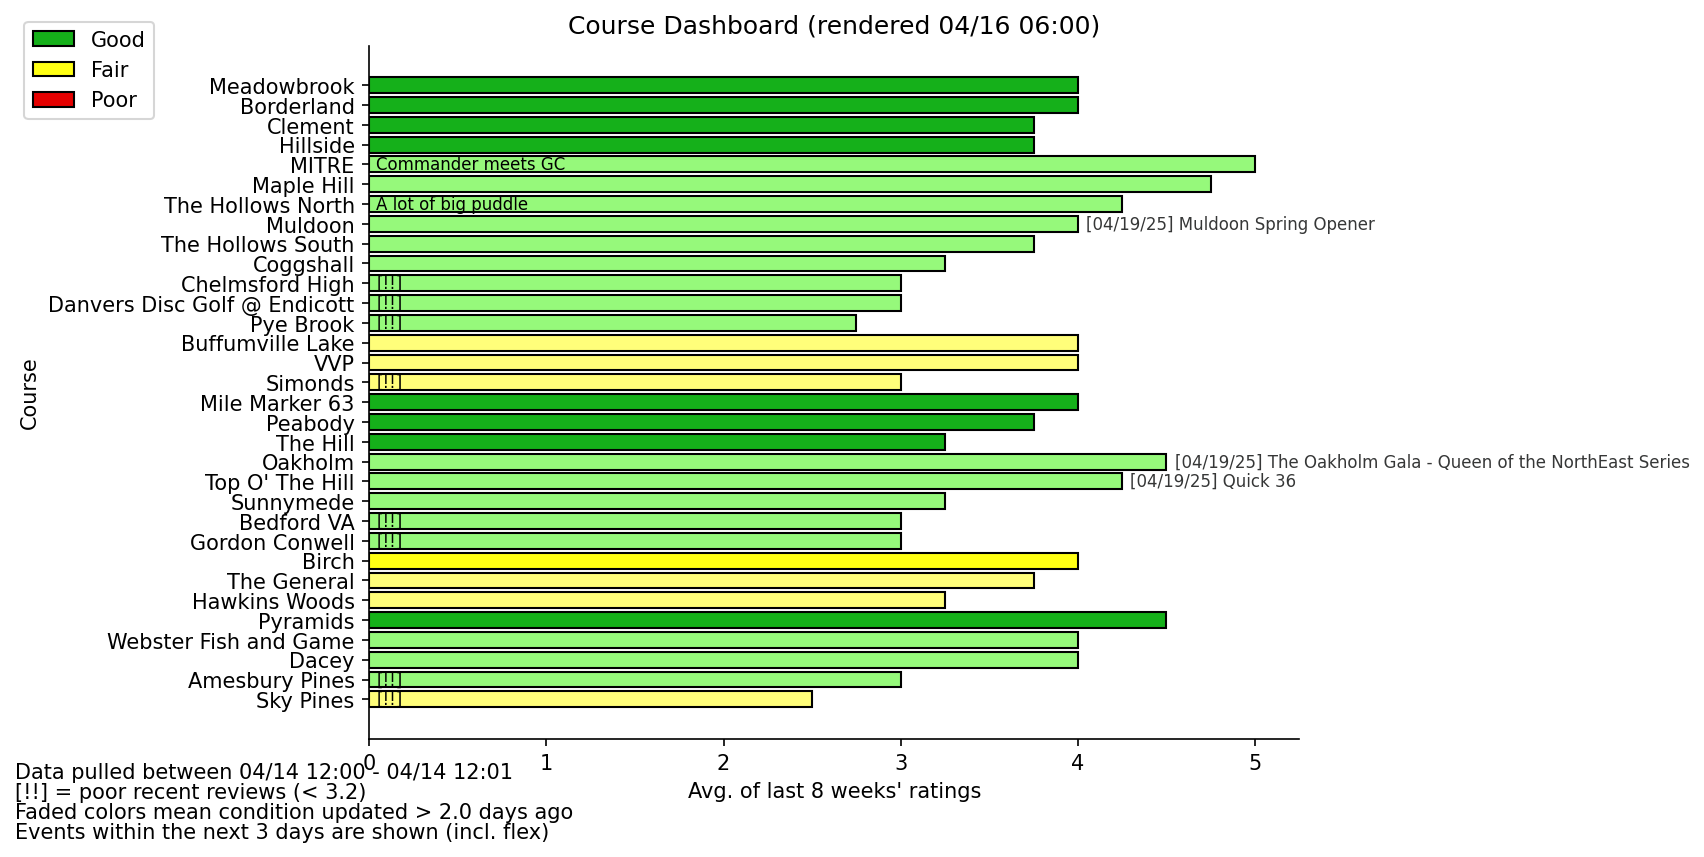 Course Dashboard (rendered 04/16 06:00)
Good
Fair
Poor
Course
Meadowbrook
Borderland
Clement
Hillside
MITRE Commander meets GC
Maple Hill
The Hollows North A lot of big puddle
Muldoon [04/19/25] Muldoon Spring Opener
The Hollows South
Coggshall
Chelmsford High [!!]
Danvers Disc Golf @ Endicott [!!]
Pye Brook [!!]
Buffumville Lake
VVP
Simonds [!!]
Mile Marker 63
Peabody
The Hill
Oakholm [04/19/25] The Oakholm Gala - Queen of the NorthEast Series
Top O' The Hill [04/19/25] Quick 36
Sunnymede
Bedford VA [!!]
Gordon Conwell [!!]
Birch
The General
Hawkins Woods
Pyramids
Webster Fish and Game
Dacey
Amesbury Pines [!!]
Sky Pines [!!]
0 1 2 3 4 5
Avg. of last 8 weeks' ratings
Data pulled between 04/14 12:00 - 04/14 12:01
[!!] = poor recent reviews (< 3.2)
Faded colors mean condition updated > 2.0 days ago
Events within the next 3 days are shown (incl. flex)